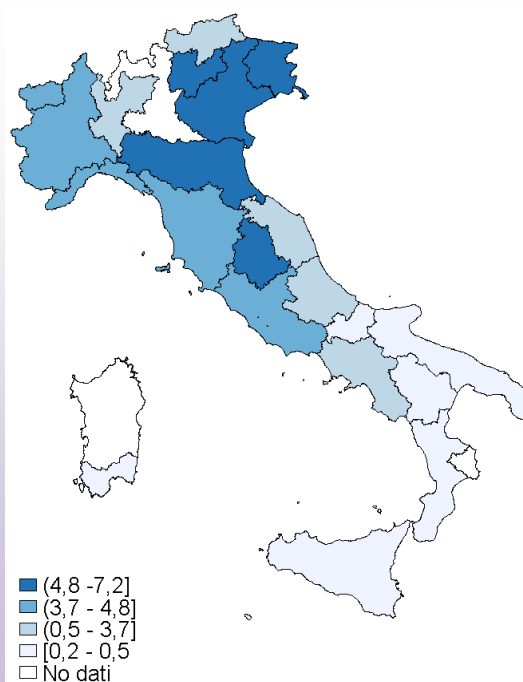 (4,8 -7,2]
(3,7 - 4,8]
(0,5 - 3,7]
[0,2 - 0,5
No dati